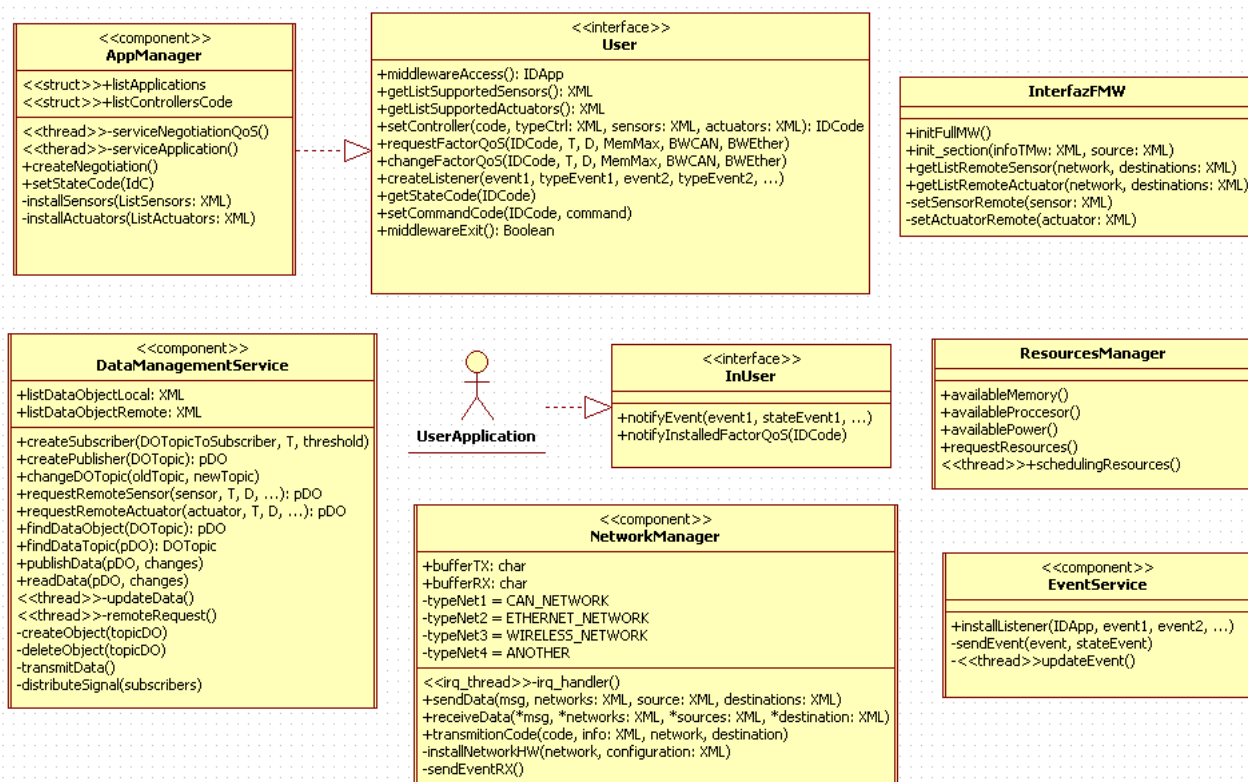 <<component>>
AppManager
<<struct>>+listApplications
<<struct>>+listControllersCode
<<thread>>-serviceNegotiationQoS()
<<therad>>-serviceApplication()
+createNegotiation()
+setStateCode(IdC)
-installSensors(ListSensors: XML)
-installActuators(ListActuators: XML)
<<interface>>
User
+middlewareAccess(): IDApp
+getListSupportedSensors(): XML
+getListSupportedActuators(): XML
+setController(code, typeCtrl: XML, sensors: XML, actuators: XML): IDCode
+requestFactorQoS(IDCode, T, D, MemMax, BWCAN, BWEther)
+changeFactorQoS(IDCode, T, D, MemMax, BWCAN, BWEther)
+createListener(event1, typeEvent1, event2, typeEvent2, ...)
+getStateCode(IDCode)
+setCommandCode(IDCode, command)
+middlewareExit(): Boolean
InterfazFMW
+initFullMW()
+init_section(infoTMw: XML, source: XML)
+getListRemoteSensor(network, destinations: XML)
+getListRemoteActuator(network, destinations: XML)
-setSensorRemote(sensor: XML)
-setActuatorRemote(actuator: XML)
<<component>>
DataManagementService
+listDataObjectLocal: XML
+listDataObjectRemote: XML
+createSubscriber(DOTopicToSubscriber, T, threshold)
+createPublisher(DOTopic): pDO
+changeDOTopic(oldTopic, newTopic)
+requestRemoteSensor(sensor, T, D, ...): pDO
+requestRemoteActuator(actuator, T, D, ...): pDO
+findDataObject(DOTopic): pDO
+findDataTopic(pDO): DOTopic
+publishData(pDO, changes)
+readData(pDO, changes)
<<thread>>-updateData()
<<thread>>-remoteRequest()
-createObject(topicDO)
-deleteObject(topicDO)
-transmitData()
-distributeSignal(subscribers)
UserApplication
<<interface>>
InUser
+notifyEvent(event1, stateEvent1, ...)
+notifyInstalledFactorQoS(IDCode)
ResourcesManager
+availableMemory()
+availableProccesor()
+availablePower()
+requestResources()
<<thread>>+schedulingResources()
<<component>>
NetworkManager
+bufferTX: char
+bufferRX: char
-typeNet1 = CAN_NETWORK
-typeNet2 = ETHERNET_NETWORK
-typeNet3 = WIRELESS_NETWORK
-typeNet4 = ANOTHER
<<irq_thread>>-irq_handler()
+sendData(msg, networks: XML, source: XML, destinations: XML)
+receiveData(*msg, *networks: XML, *sources: XML, *destination: XML)
+transmitionCode(code, info: XML, network, destination)
-installNetworkHW(network, configuration: XML)
-sendEventRX()
<<component>>
EventService
+installListener(IDApp, event1, event2, ...)
-sendEvent(event, stateEvent)
-<<thread>>updateEvent()